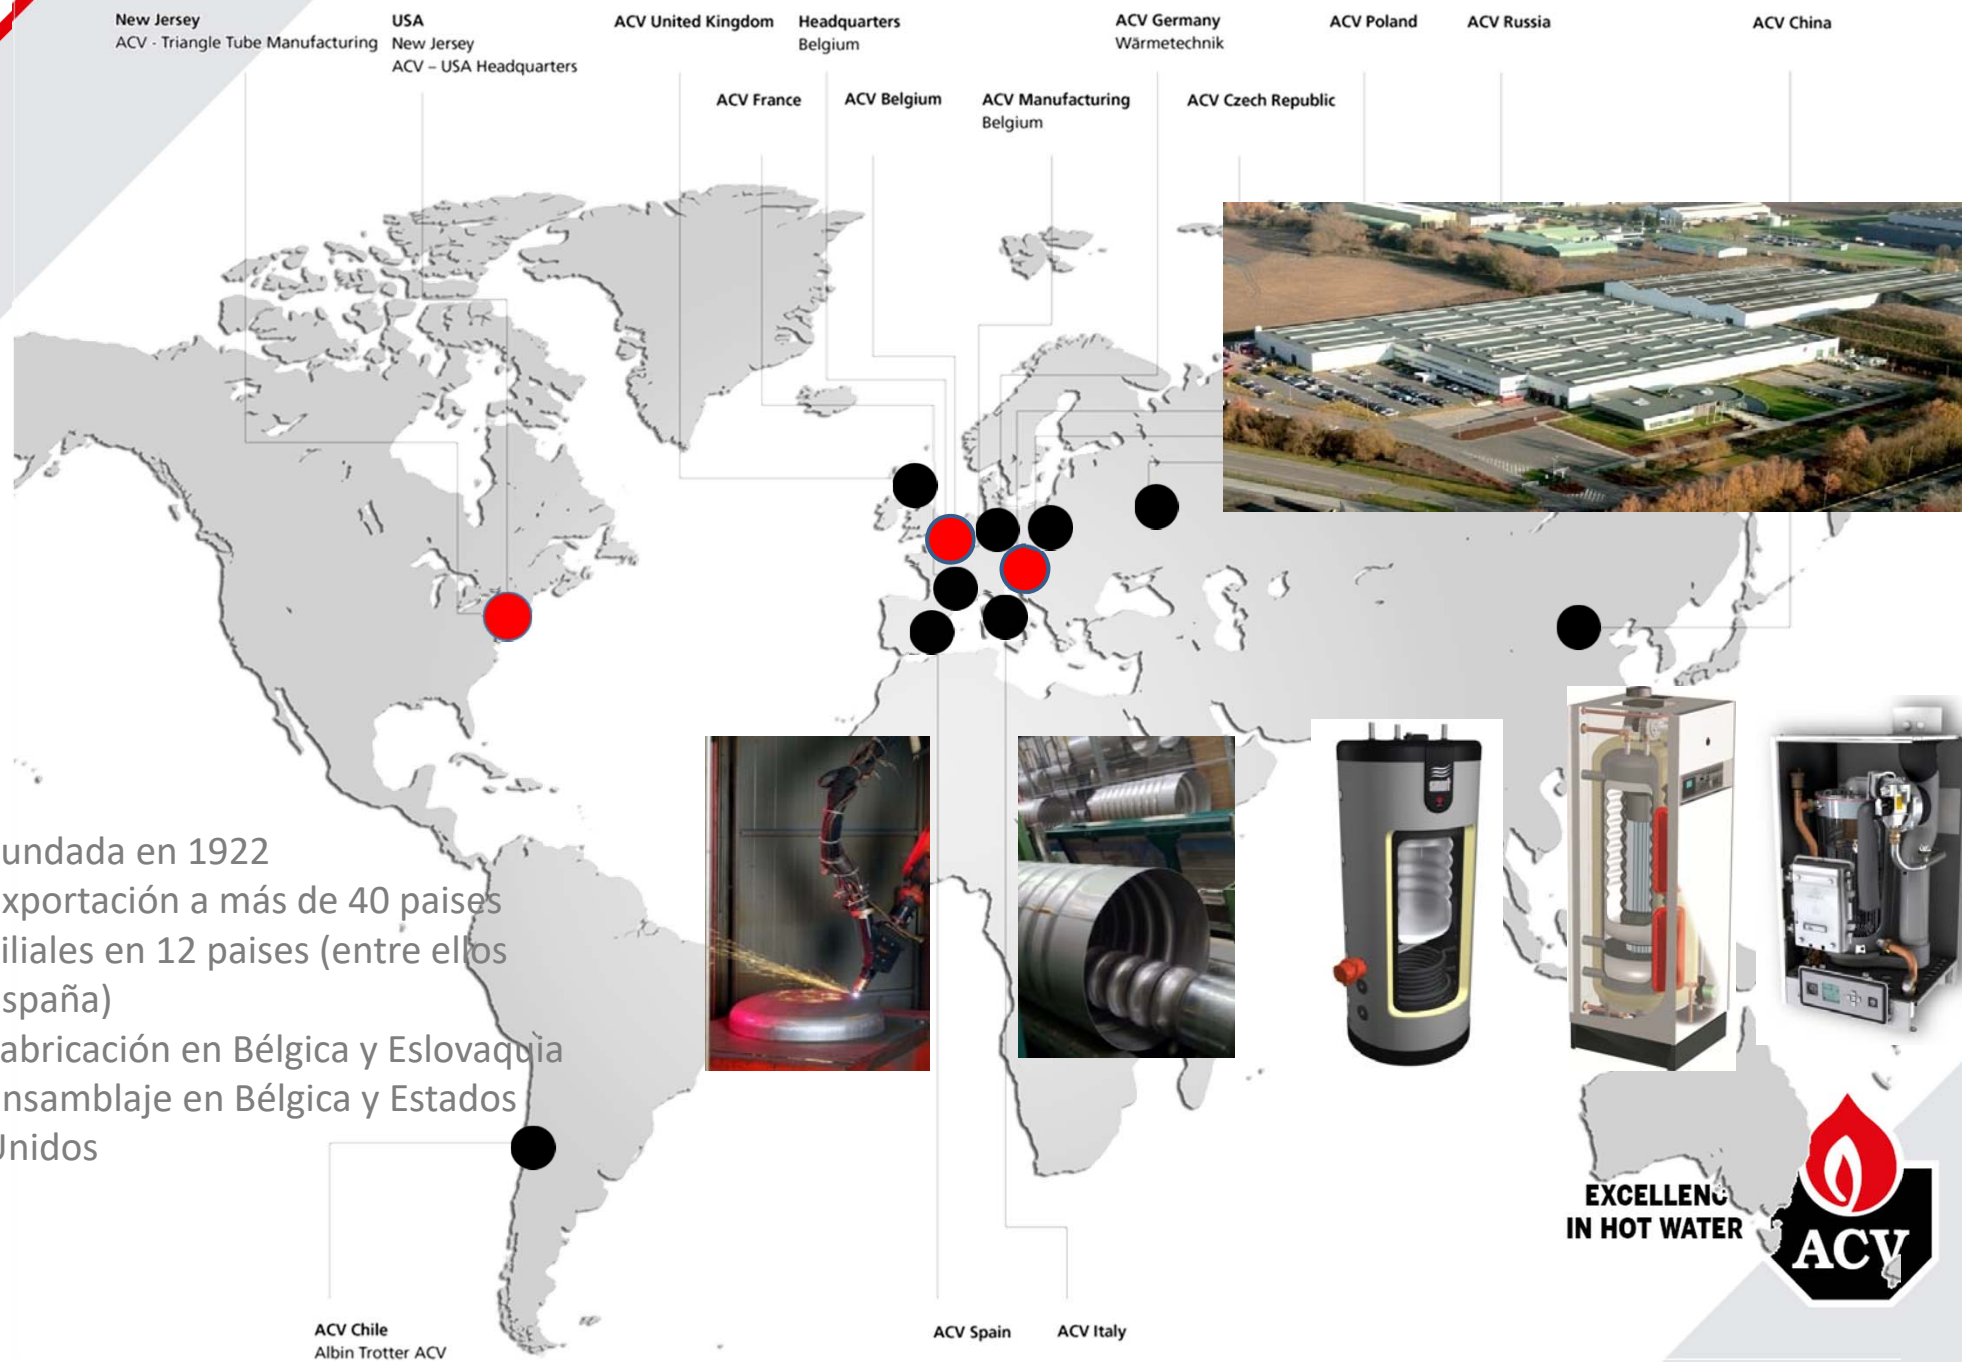 New Jersey
ACV - Triangle Tube Manufacturing
USA
New Jersey
ACV – USA Headquarters
ACV United Kingdom
Headquarters
Belgium
ACV Germany
Wärmetechnik
ACV Poland
ACV Russia
ACV China
ACV France
ACV Belgium
ACV Manufacturing
Belgium
ACV Czech Republic
smart
undada en 1922
xportación a más de 40 paises
iliales en 12 paises (entre ellos
spaña)
abricación en Bélgica y Eslovaquia
nsamblaje en Bélgica y Estados
Unidos
EXCELLENC
IN HOT WATER
ACV
ACV Chile
Albin Trotter ACV
ACV Spain
ACV Italy